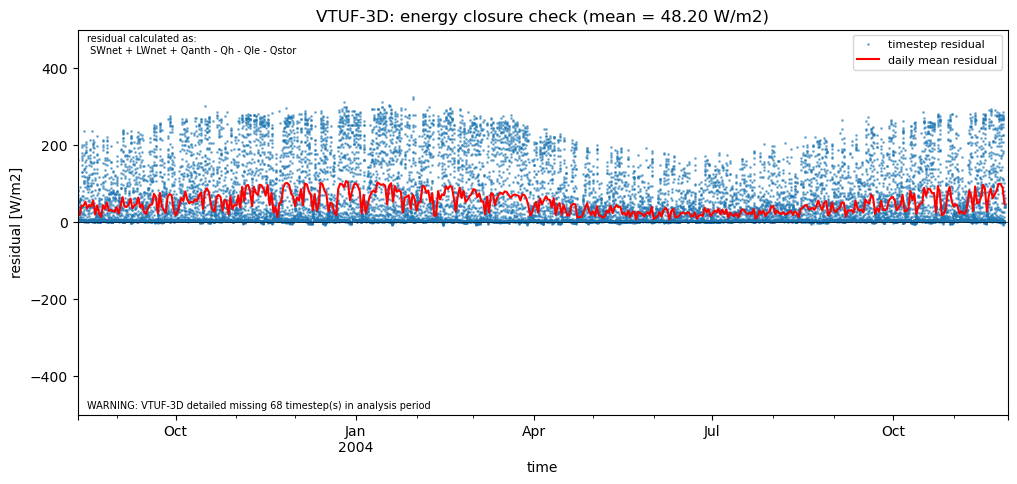 VTUF-3D: energy closure check (mean = 48.20 W/m2)
residual calculated as:
SWnet + LWnet + Qanth - Qh - Qle - Qstor
timestep residual
daily mean residual
400
200
0
−200
−400
residual [W/m2]
WARNING: VTUF-3D detailed missing 68 timestep(s) in analysis period
Oct
Jan
2004
Apr
Jul
Oct
time